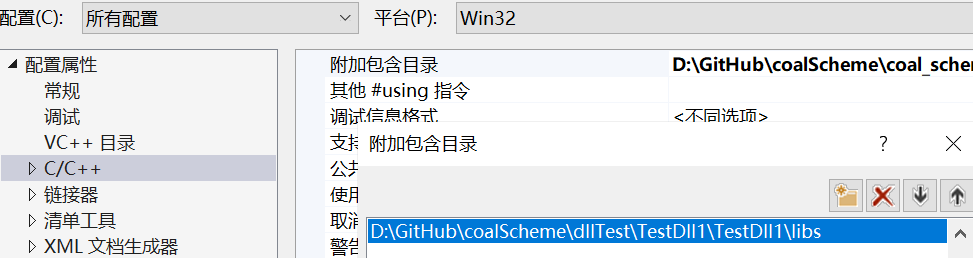 配置(C): 所有配置 平台(P): Win32
配置属性
常规
调试
VC++ 目录
C/C++
链接器
清单工具
XML 文档生成器
附加包含目录 D:\GitHub\coalScheme\coal_schem
其他 #using 指令
调试信息格式 <不同选项>
支持
公共
使用
取消
警告
附加包含目录 ?
D:\GitHub\coalScheme\dllTest\TestDll1\TestDll1\libs